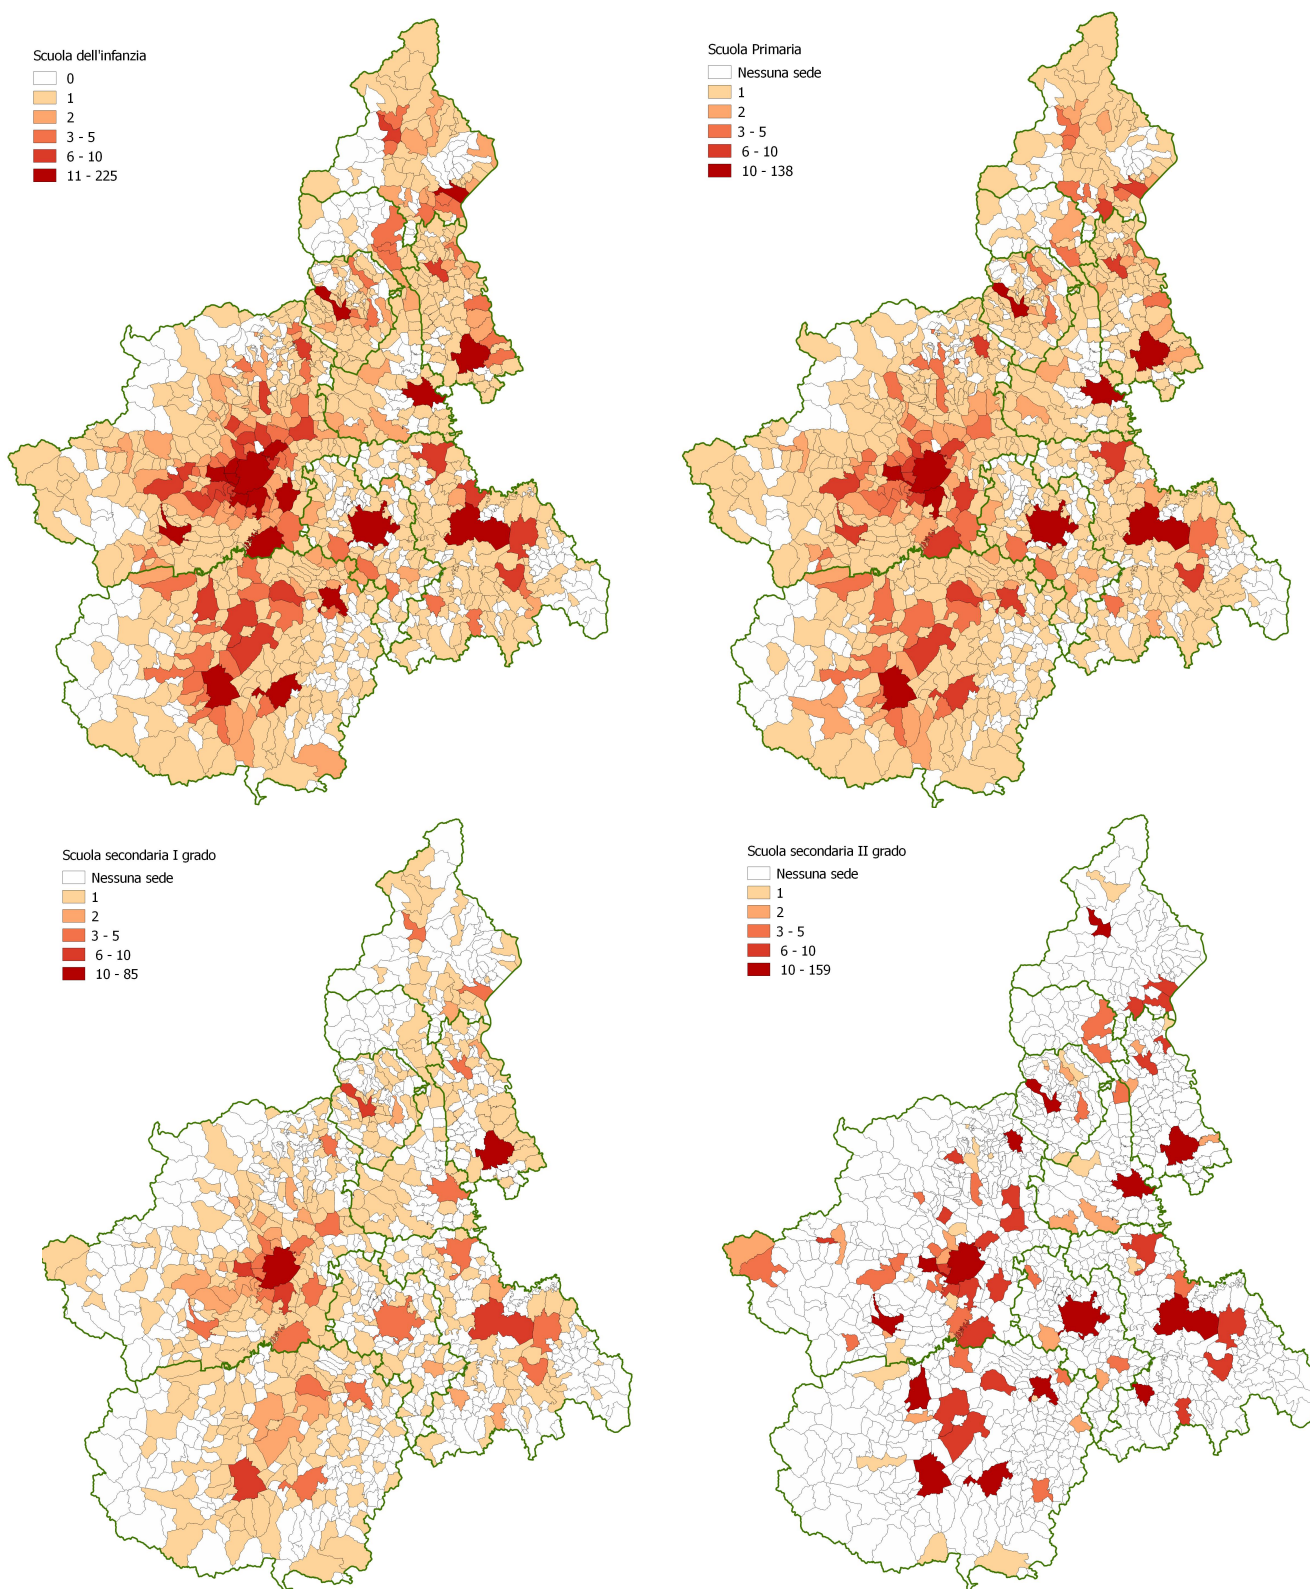 Scuola dell'infanzia
0
1
2
3 - 5
6 - 10
11 - 225
Scuola Primaria
Nessuna sede
1
2
3 - 5
6 - 10
10 - 138
Scuola secondaria I grado
Nessuna sede
1
2
3 - 5
6 - 10
10 - 85
Scuola secondaria II grado
Nessuna sede
1
2
3 - 5
6 - 10
10 - 159